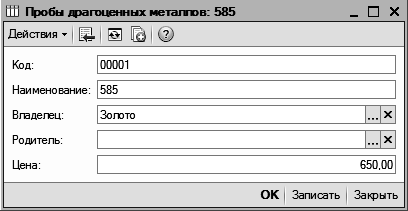 Пробы драгоценных металлов: 585
Действия
Код: 00001
Наименование: 585
Владелец: Золото ...
Родитель: ...
Цена: 650,00
OK Записать Закрыть